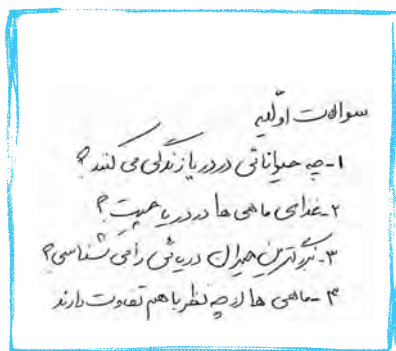 سوالات اولیه
۱-چه حیواناتی در دریا زندگی می کنند؟
۲-غذای ماهی ها در دریا چیست؟
۳-بزرگترین حیوان دریائی را می شناسی؟
۴-ماهی ها از چه نظر با هم تفاوت دارند